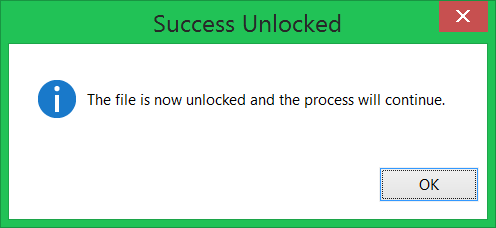 Success Unlocked
The file is now unlocked and the process will continue.
OK